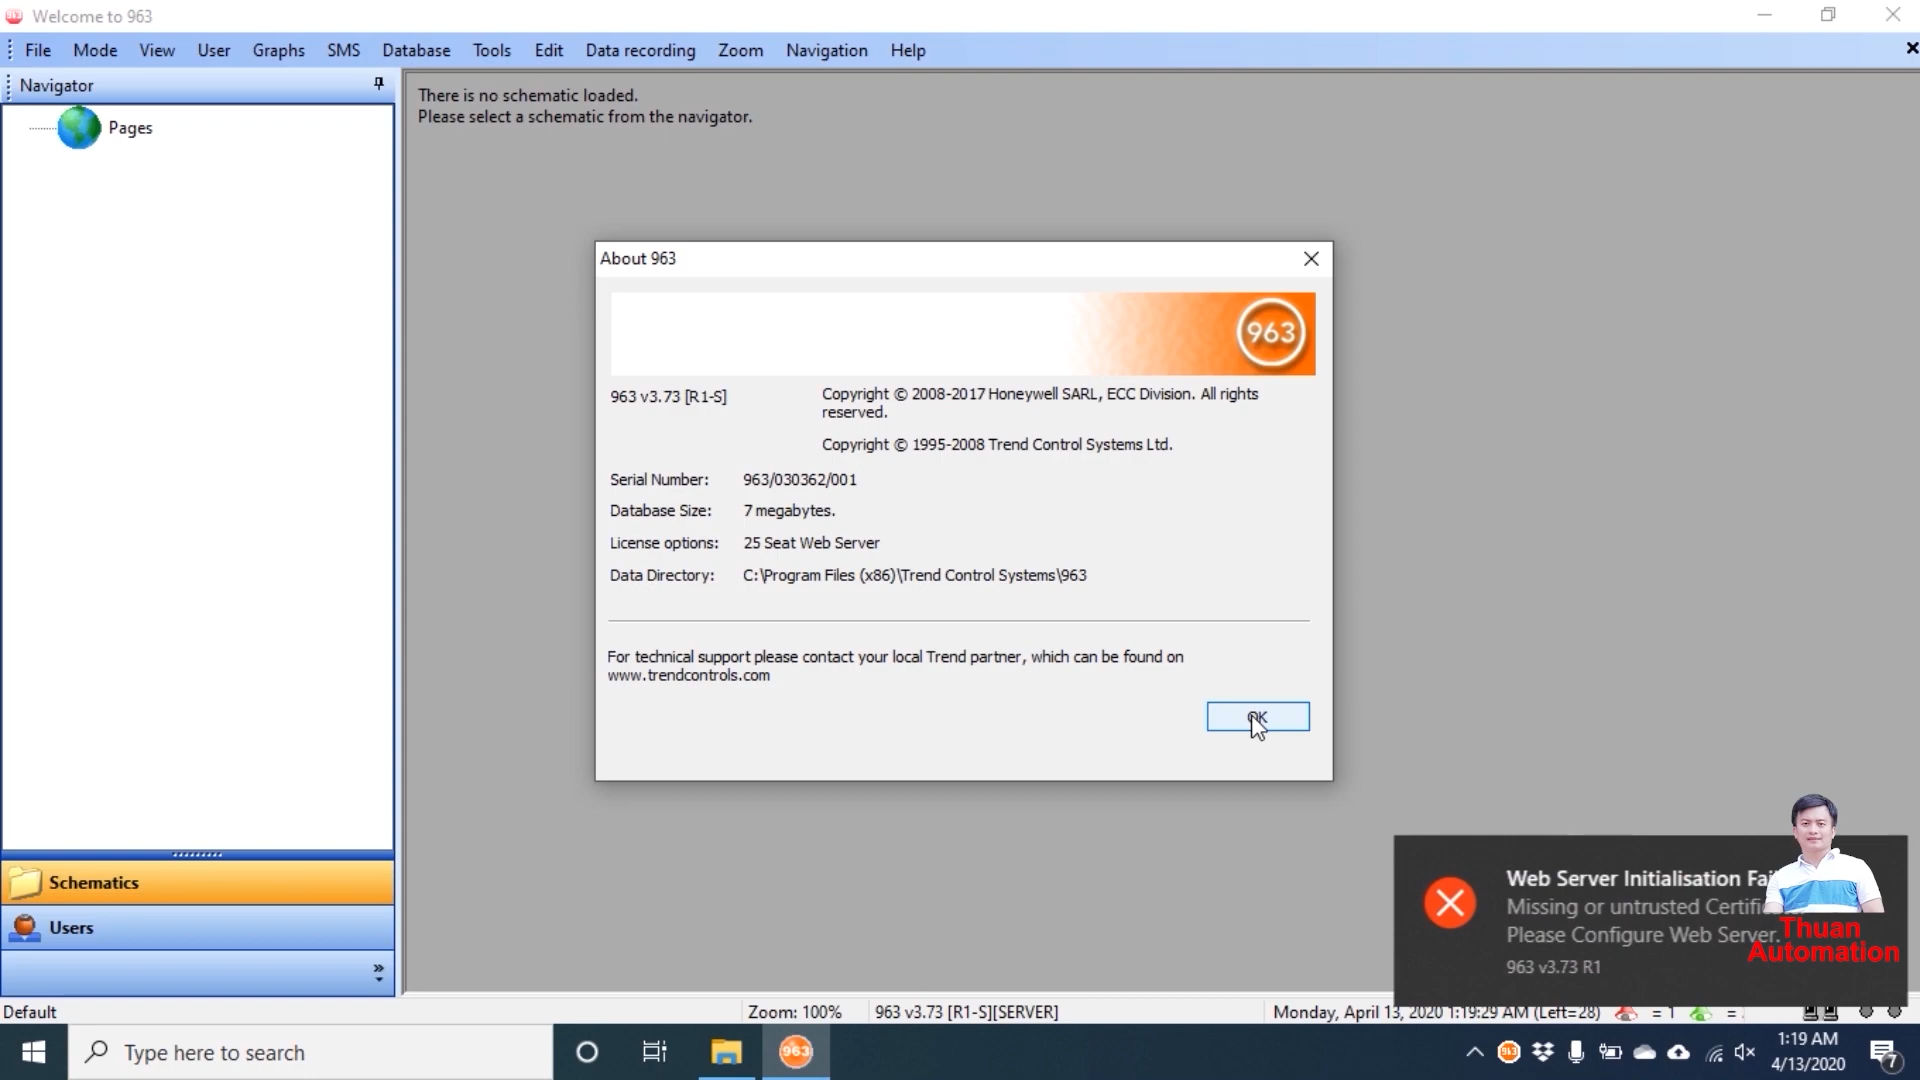 Welcome to 963
File Mode View User Graphs SMS Database Tools Edit Data recording Zoom Navigation Help
Navigator
Pages
There is no schematic loaded.
Please select a schematic from the navigator.
About 963
963
963 v3.73 [R1-S]
Copyright © 2008-2017 Honeywell SARL, ECC Division. All rights
reserved.
Copyright © 1995-2008 Trend Control Systems Ltd.
Serial Number: 963/030362/001
Database Size: 7 megabytes.
License options: 25 Seat Web Server
Data Directory: C:\Program Files (x86)\Trend Control Systems\963
For technical support please contact your local Trend partner, which can be found on
www.trendcontrols.com
OK
Schematics
Users
Web Server Initialisation
Missing or untrusted
Please Configure Web Server.
963 v3.73 R1
Thuan
Automation
Default
Zoom: 100%
963 v3.73 [R1-S][SERVER]
Monday, April 13, 2020 1:19:29 AM (Left=28)
= 1
=
Type here to search
963
1:19 AM
4/13/2020
7